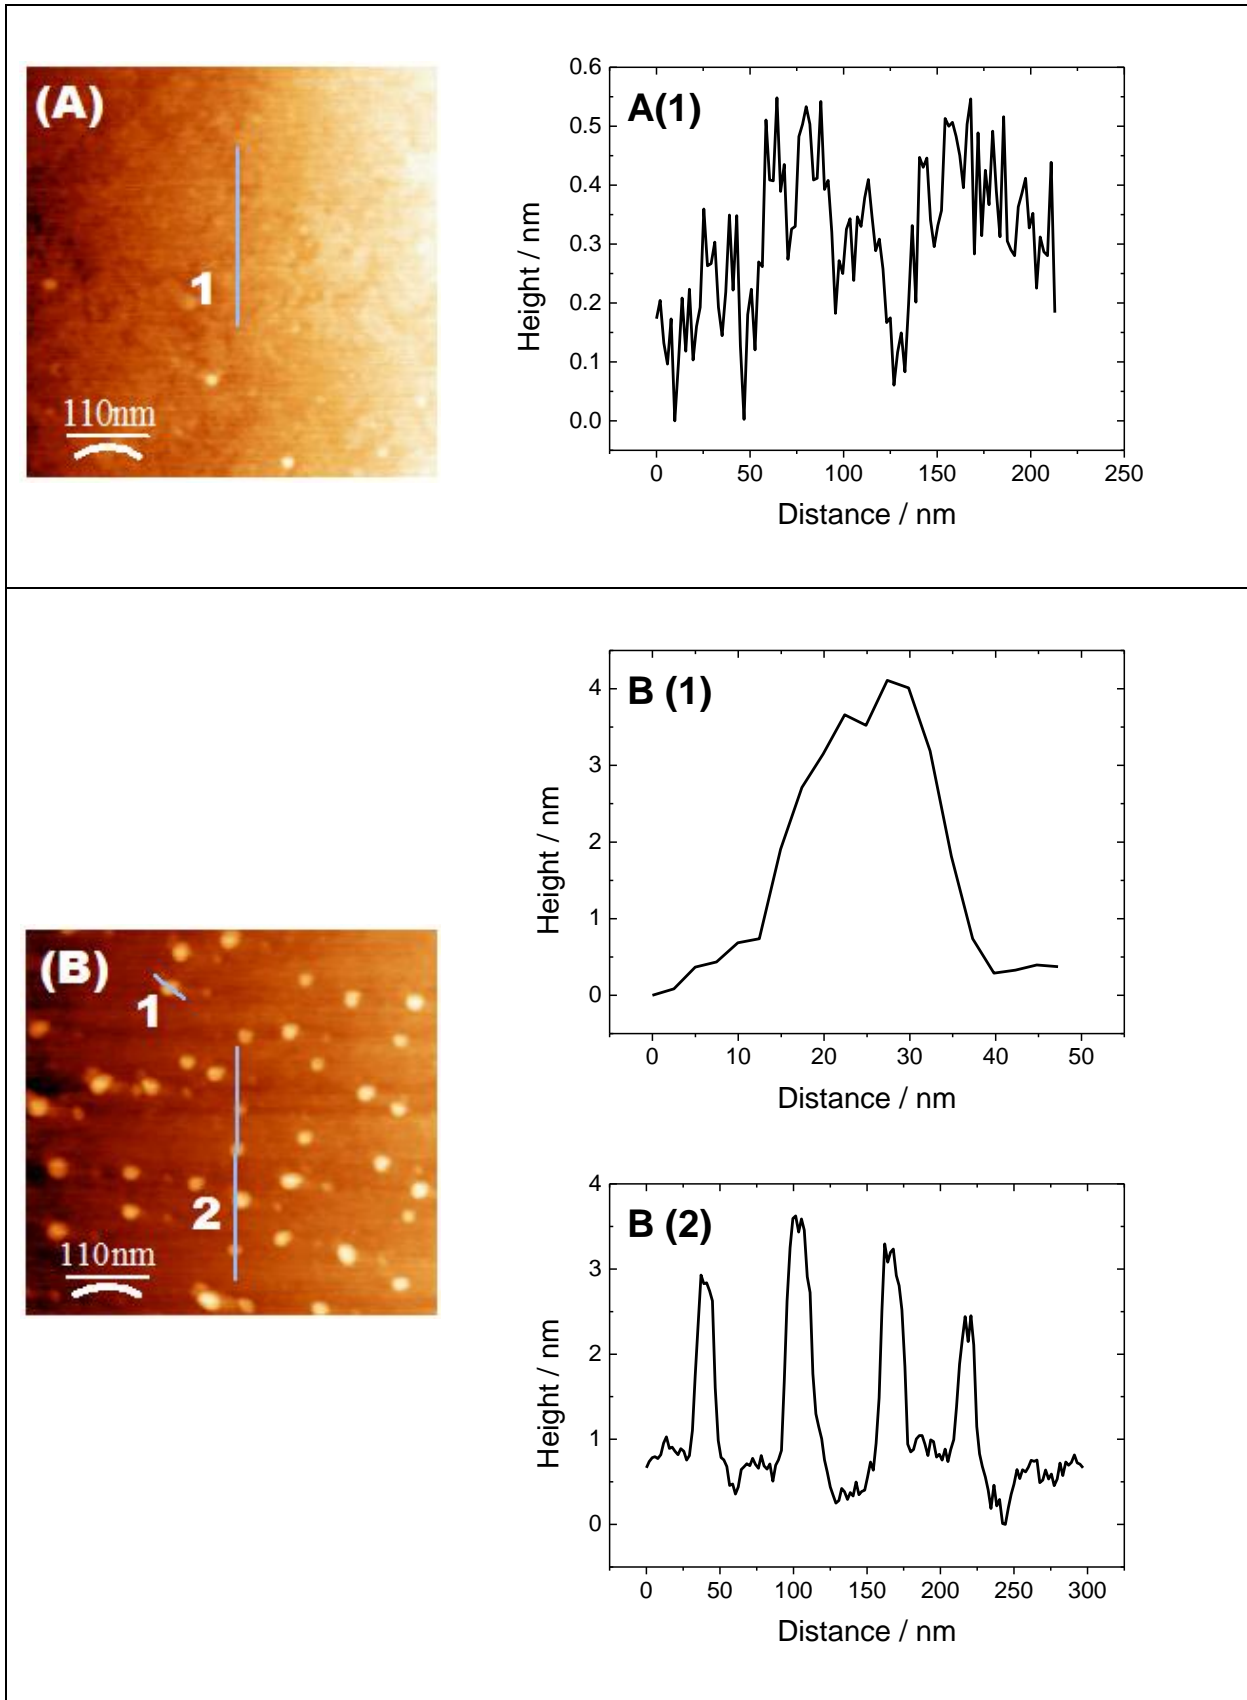 (A)
1
110nm
A(1)
0.6
0.5
0.4
0.3
0.2
0.1
0.0
Height / nm
0 50 100 150 200 250
Distance / nm
(B)
1
2
110nm
B (1)
4
3
2
1
0
Height / nm
0 10 20 30 40 50
Distance / nm
B (2)
4
3
2
1
0
Height / nm
0 50 100 150 200 250 300
Distance / nm